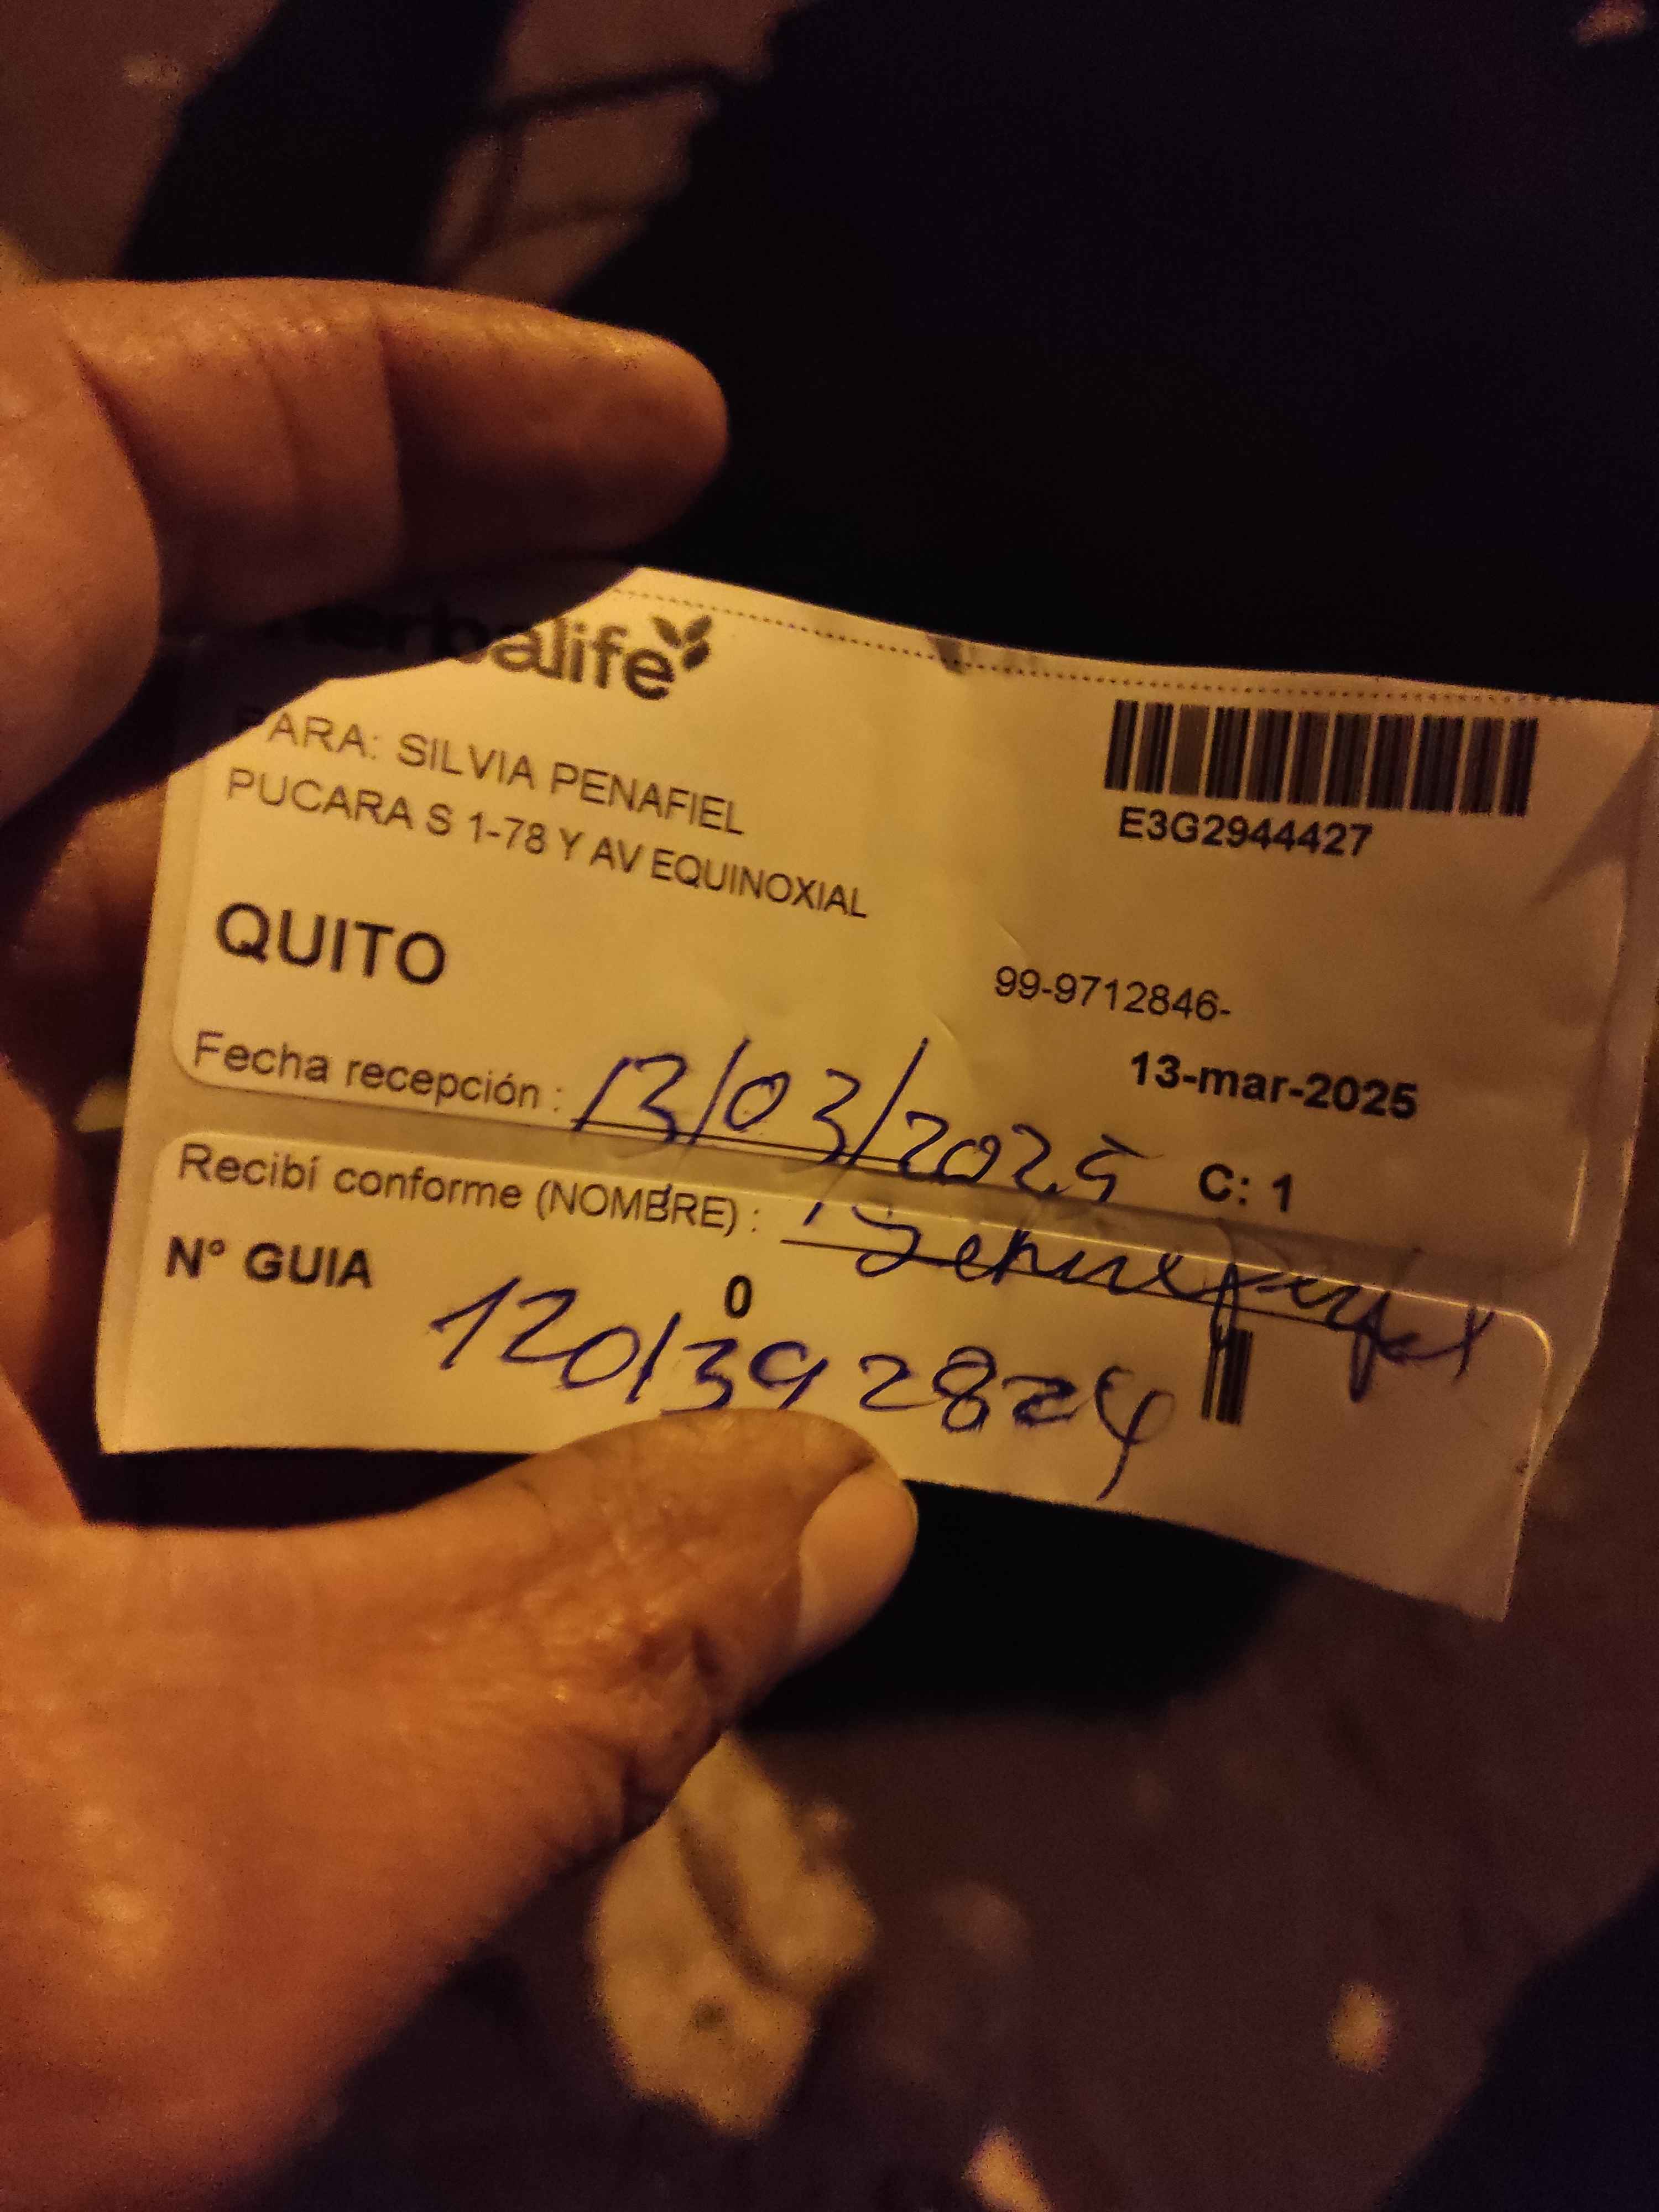 Herbalife
PARA: SILVIA PENAFIEL
E3G2944427
PUCARA S 1-78 Y AV EQUINOXIAL
QUITO
99-9712846-
13-mar-2025
Fecha recepción : 13/03/2025 C: 1
Recibí conforme (NOMBRE) :
N° GUIA 0
1201392824